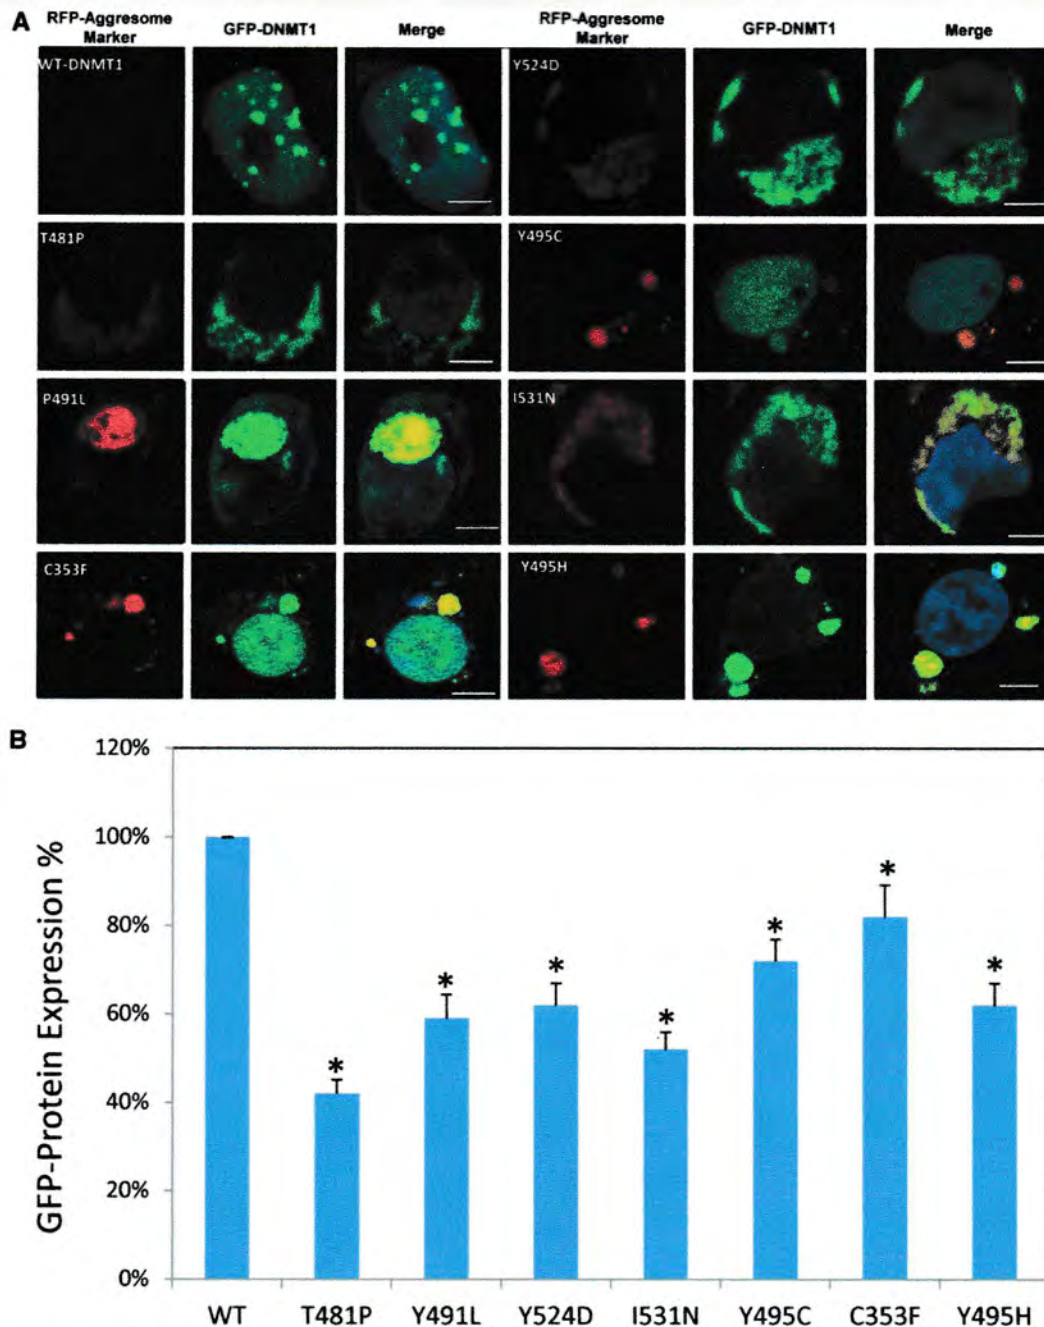 A
RFP-Aggresome
Marker
GFP-DNMT1
Merge
RFP-Aggresome
Marker
GFP-DNMT1
Merge
WT-DNMT1
Y524D
T481P
Y495C
P491L
I531N
C353F
Y495H
B
GFP-Protein Expression %
120%
100%
80%
60%
40%
20%
0%
*
*
*
*
*
*
*
WT
T481P
Y491L
Y524D
I531N
Y495C
C353F
Y495H